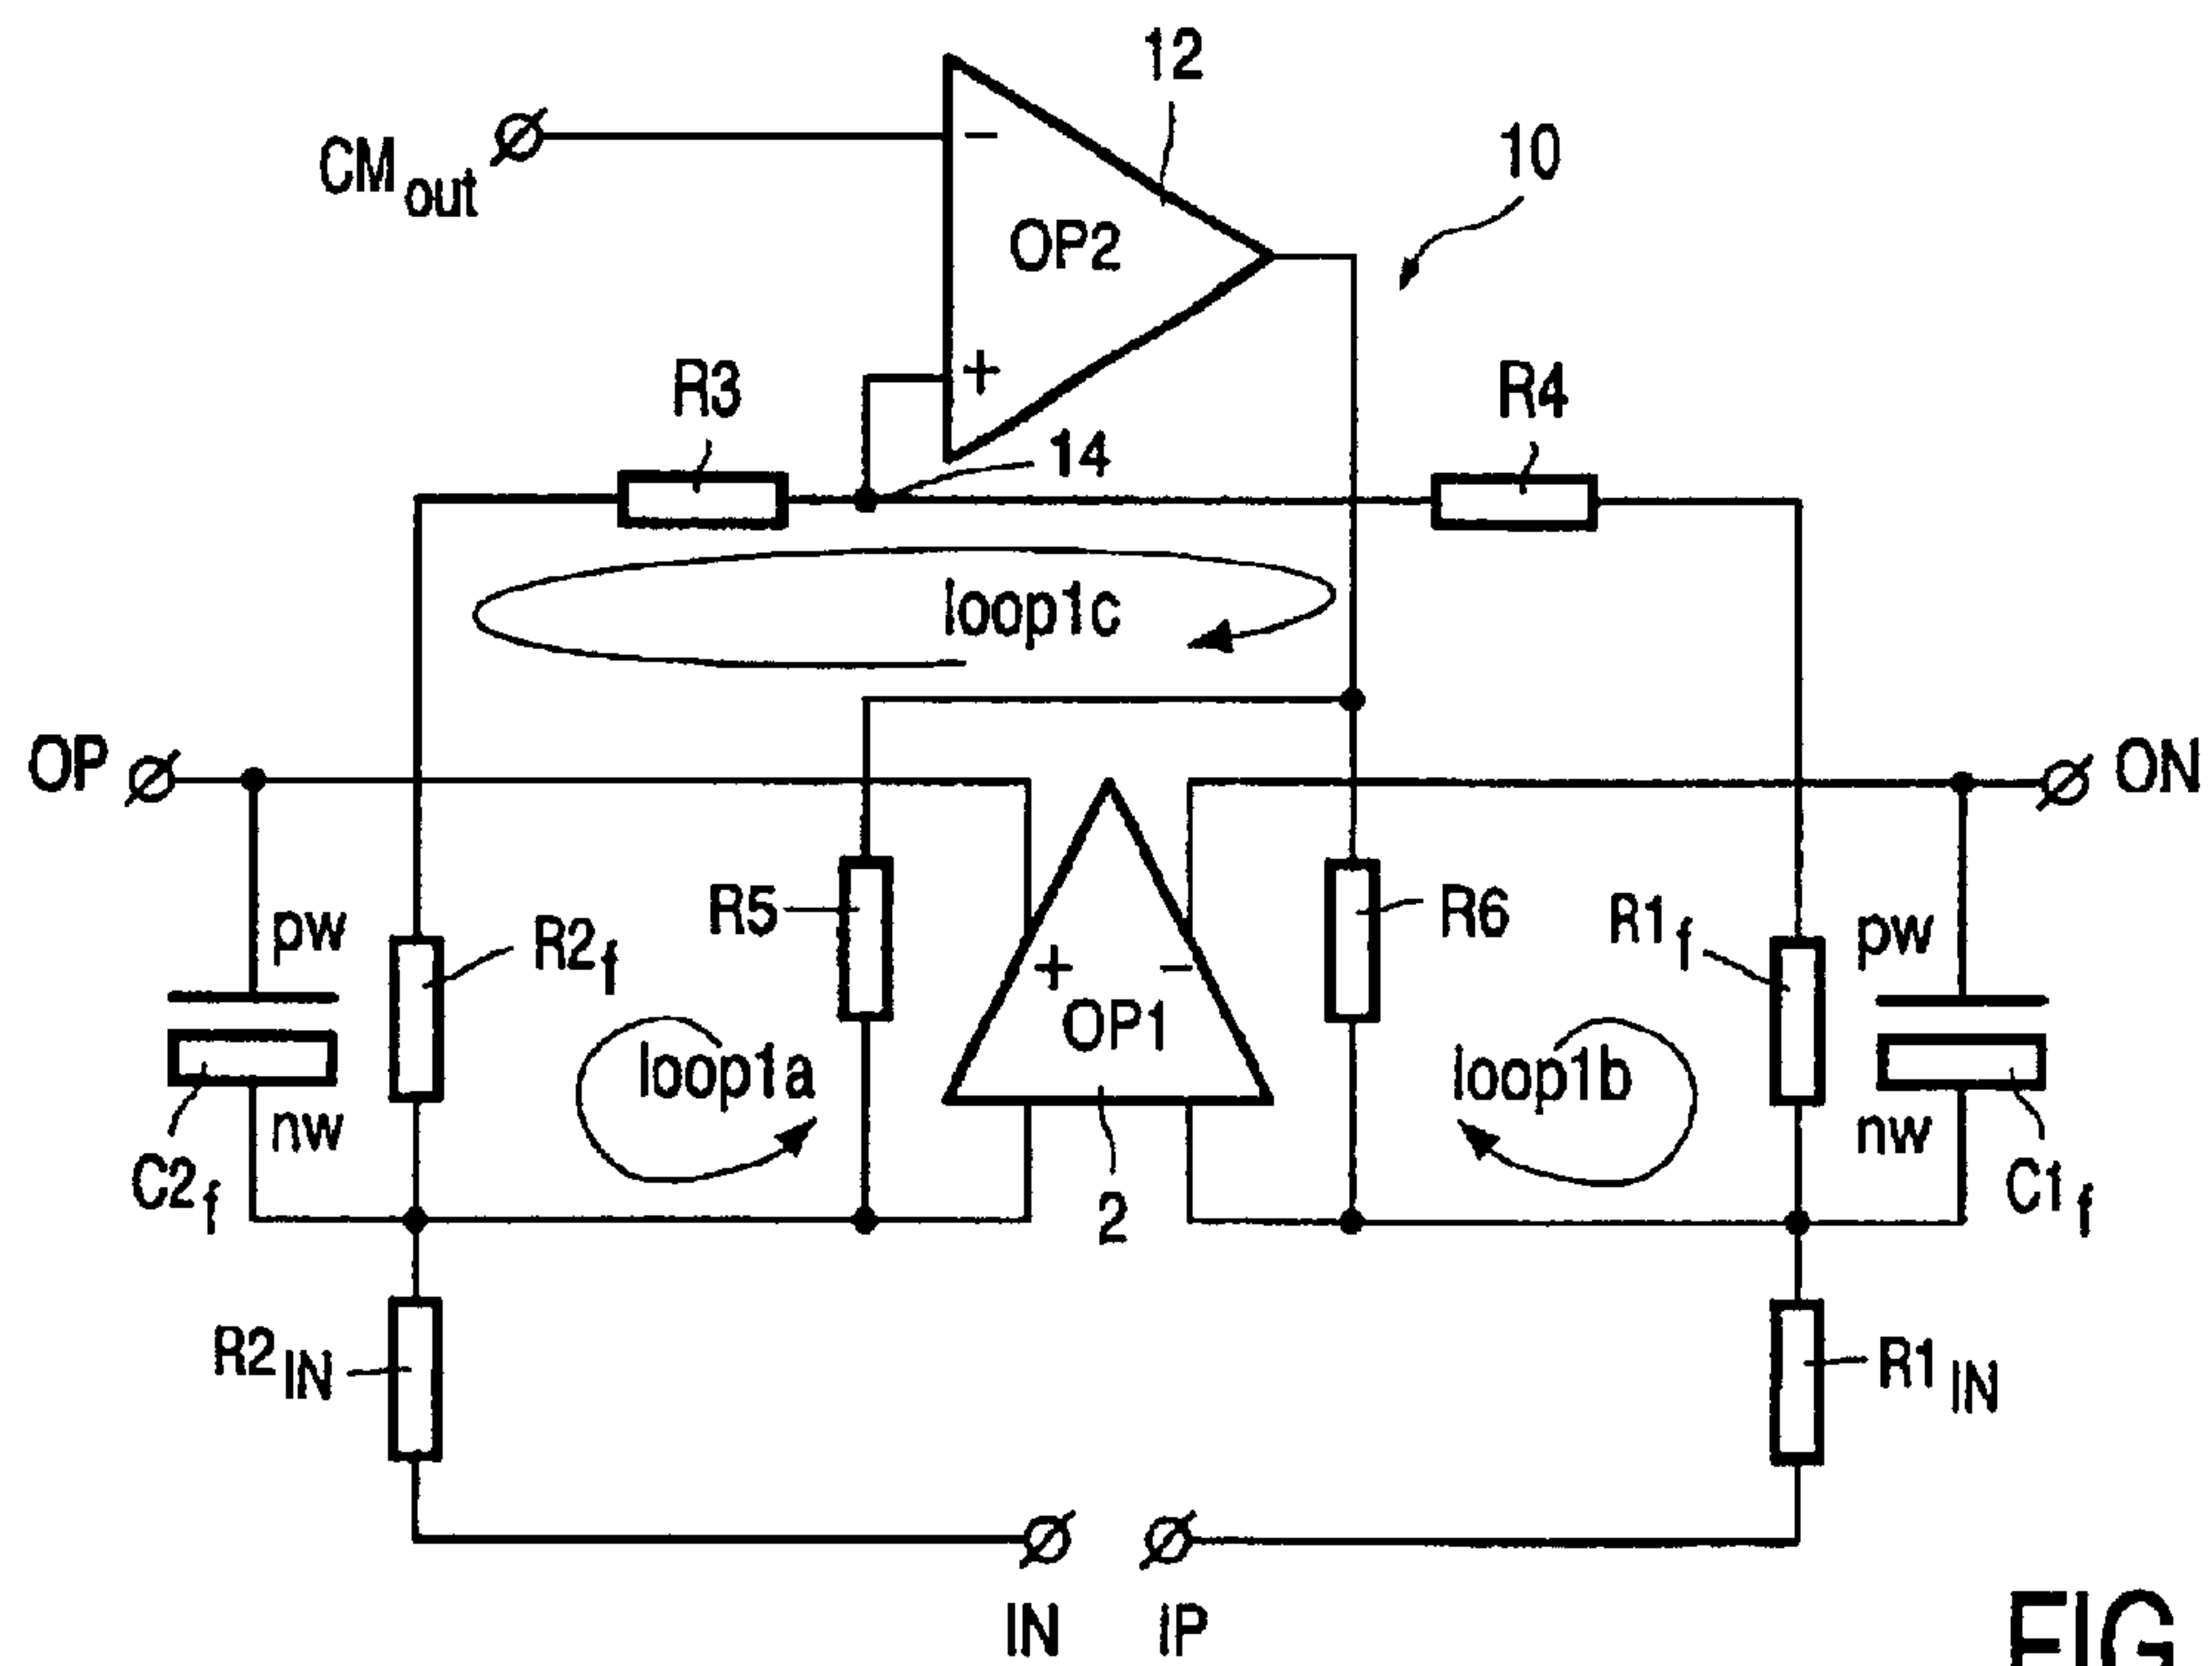 12
CMout
10
-
OP2
+
R3
R4
14
loop1c
OP
ON
R5
R6
pw
R2f
R1f
pw
+ -
OP1
loop1a
loop1b
nw
nw
C2f
C1f
2
R2IN
R1IN
IN IP
FIG